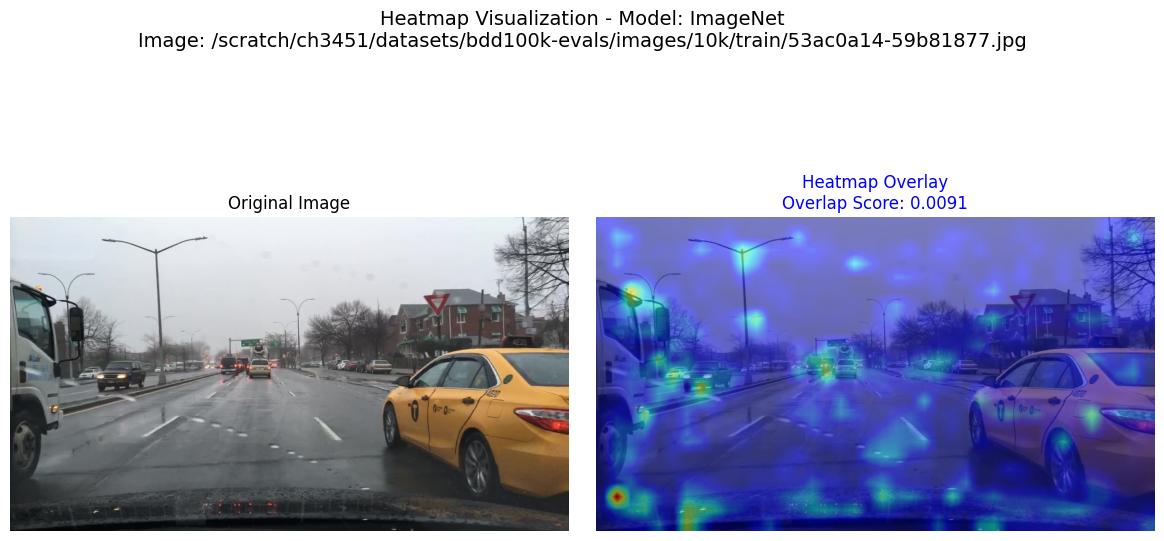 Heatmap Visualization - Model: ImageNet
Image: /scratch/ch3451/datasets/bdd100k-evals/images/10k/train/53ac0a14-59b81877.jpg
Original Image
Heatmap Overlay
Overlap Score: 0.0091